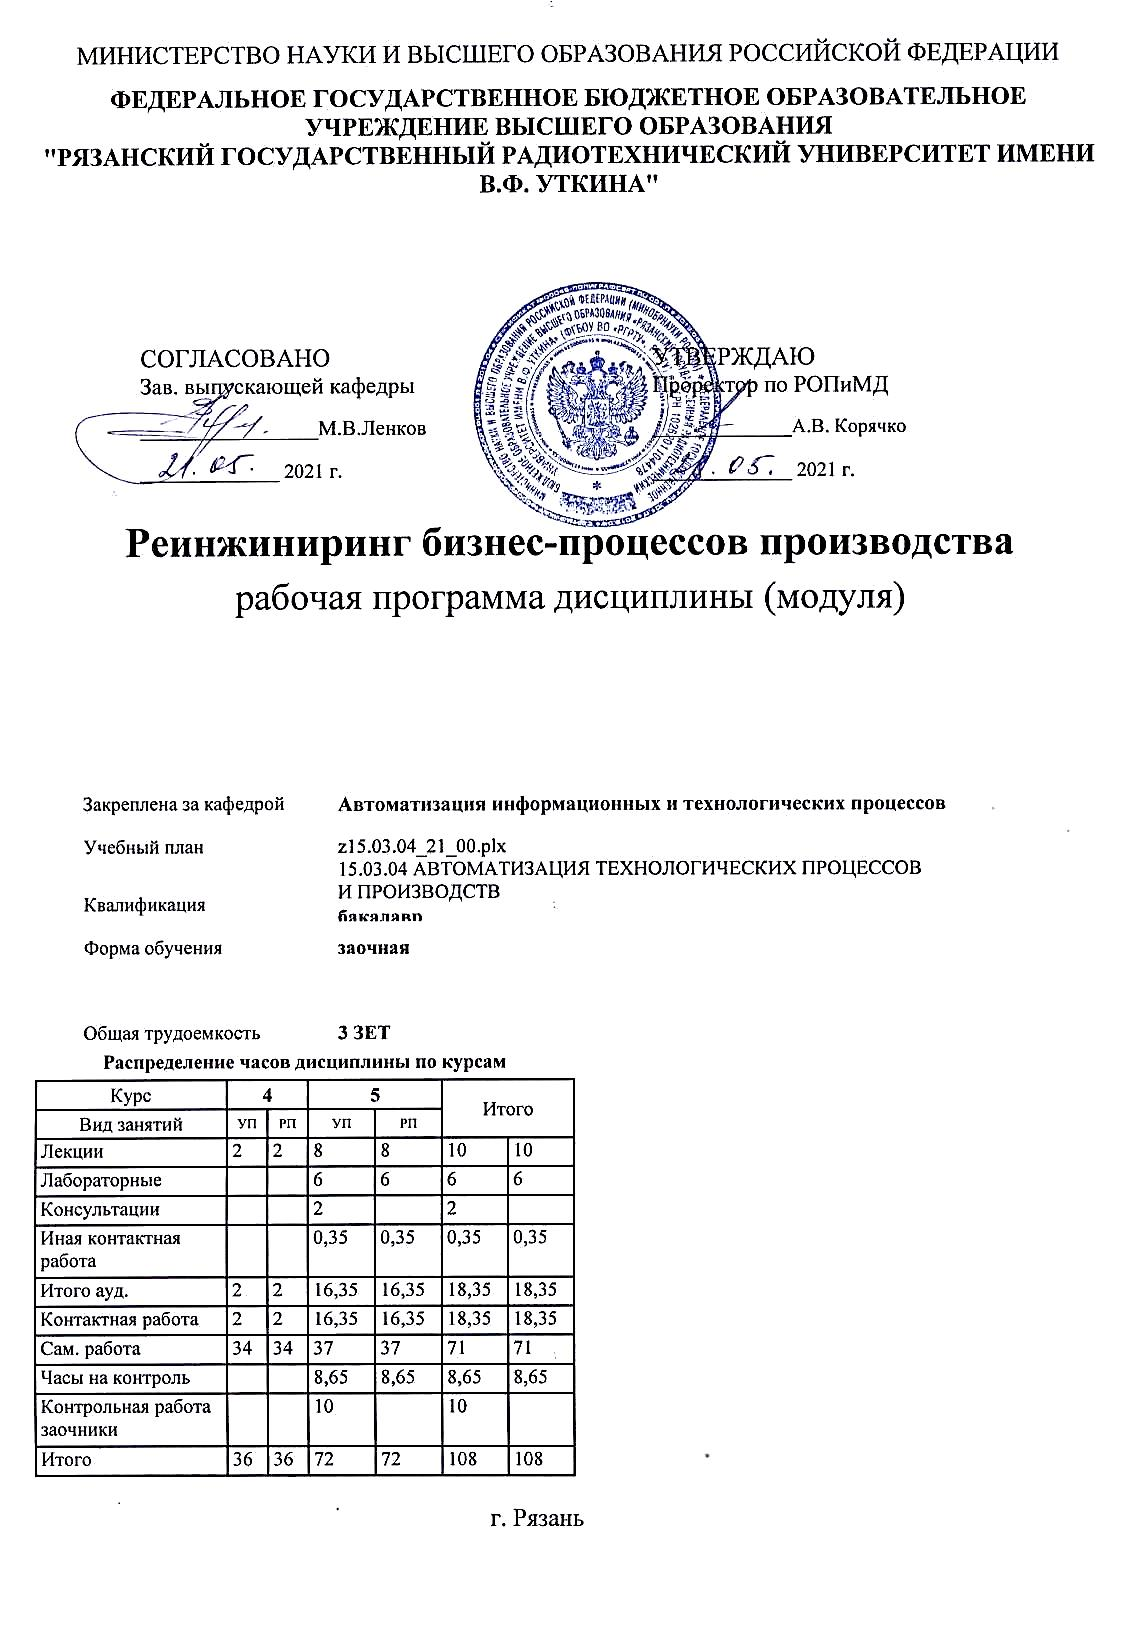 МИНИСТЕРСТВО НАУКИ И ВЫСШЕГО ОБРАЗОВАНИЯ РОССИЙСКОЙ ФЕДЕРАЦИИ
ФЕДЕРАЛЬНОЕ ГОСУДАРСТВЕННОЕ БЮДЖЕТНОЕ ОБРАЗОВАТЕЛЬНОЕ
УЧРЕЖДЕНИЕ ВЫСШЕГО ОБРАЗОВАНИЯ
"РЯЗАНСКИЙ ГОСУДАРСТВЕННЫЙ РАДИОТЕХНИЧЕСКИЙ УНИВЕРСИТЕТ ИМЕНИ
В.Ф. УТКИНА"
СОГЛАСОВАНО
Зав. выпускающей кафедры
М.В.Ленков
21.05. 2021 г.
УТВЕРЖДАЮ
Проректор по РОПиМД
А.В. Корячко
.05. 2021 г.
Реинжиниринг бизнес-процессов производства
рабочая программа дисциплины (модуля)
Закреплена за кафедрой Автоматизация информационных и технологических процессов
Учебный план z15.03.04_21_00.plx
15.03.04 АВТОМАТИЗАЦИЯ ТЕХНОЛОГИЧЕСКИХ ПРОЦЕССОВ
И ПРОИЗВОДСТВ
Квалификация бакалавр
Форма обучения заочная
Общая трудоемкость 3 ЗЕТ
Распределение часов дисциплины по курсам
Курс 4 5 Итого
Вид занятий УП РП УП РП
Лекции 2 2 8 8 10 10
Лабораторные 6 6 6 6
Консультации 2 2
Иная контактная 0,35 0,35 0,35 0,35
работа
Итого ауд. 2 2 16,35 16,35 18,35 18,35
Контактная работа 2 2 16,35 16,35 18,35 18,35
Сам. работа 34 34 37 37 71 71
Часы на контроль 8,65 8,65 8,65 8,65
Контрольная работа 10 10
заочники
Итого 36 36 72 72 108 108
г. Рязань